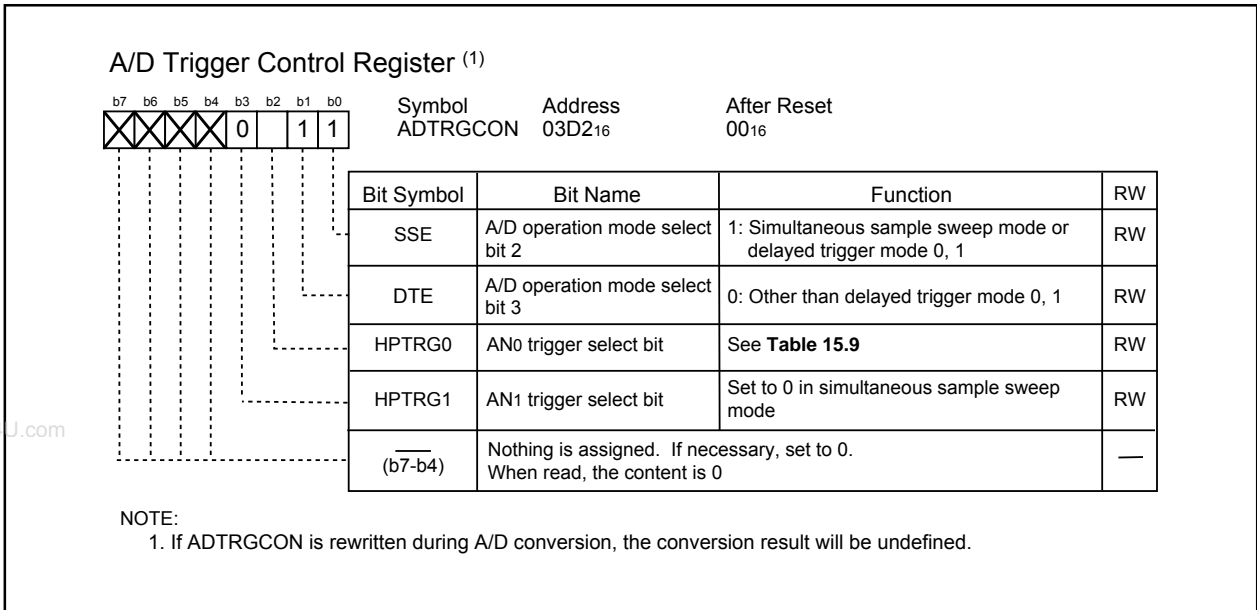 A/D Trigger Control Register (1)
b7 b6 b5 b4 b3 b2 b1 b0
0 1 1
Symbol Address After Reset
ADTRGCON 03D216 0016
Bit Symbol Bit Name Function RW
SSE A/D operation mode select bit 2 1: Simultaneous sample sweep mode or delayed trigger mode 0, 1 RW
DTE A/D operation mode select bit 3 0: Other than delayed trigger mode 0, 1 RW
HPTRG0 AN0 trigger select bit See Table 15.9 RW
HPTRG1 AN1 trigger select bit Set to 0 in simultaneous sample sweep mode RW
(b7-b4) Nothing is assigned. If necessary, set to 0. When read, the content is 0 —
U.com
NOTE:
1. If ADTRGCON is rewritten during A/D conversion, the conversion result will be undefined.